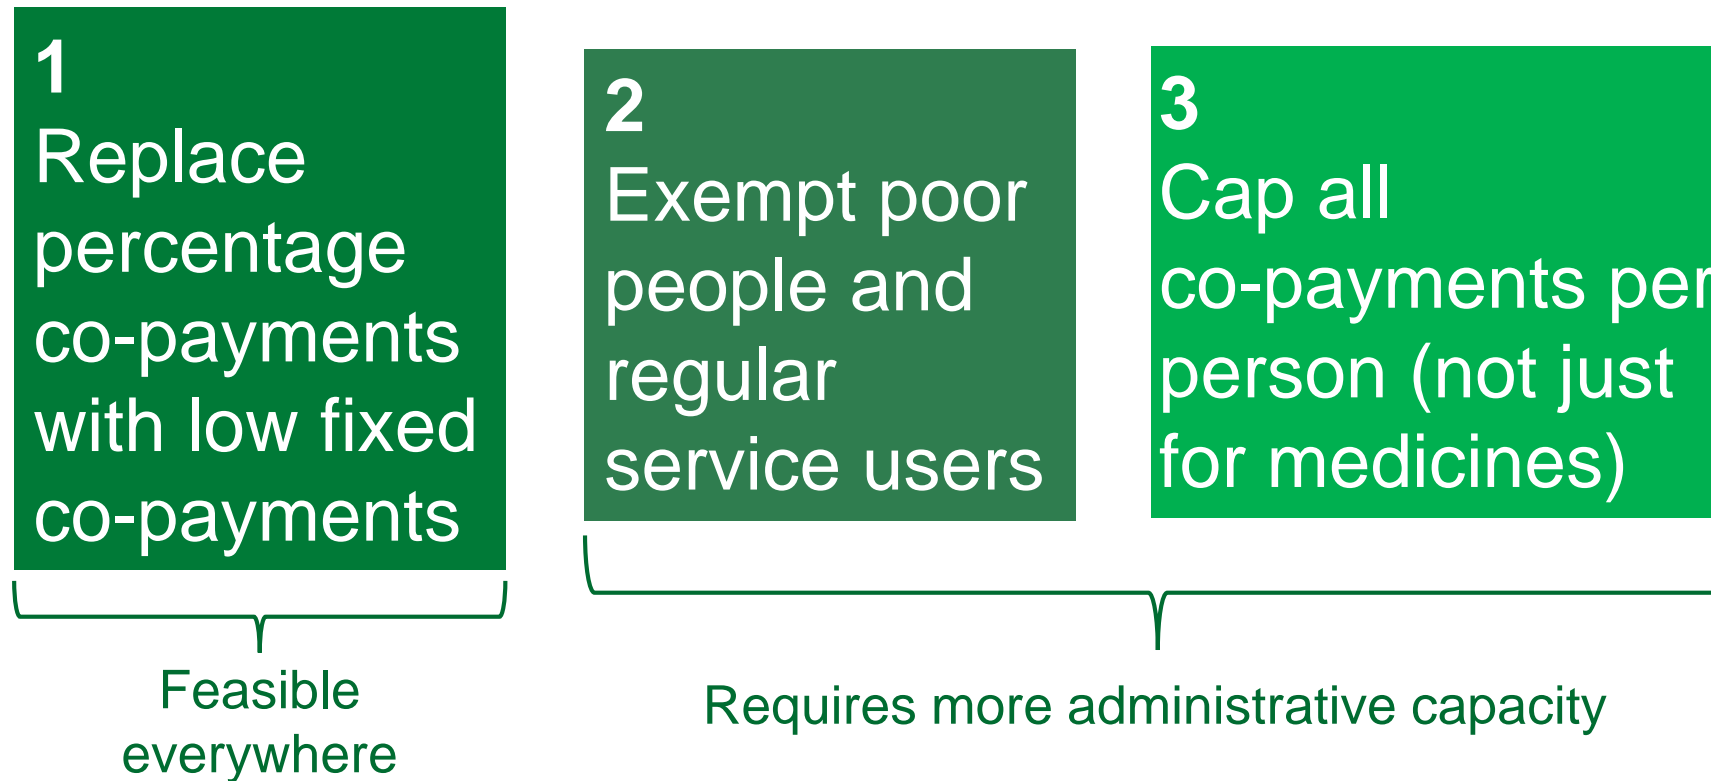 1
Replace
percentage
co-payments
with low fixed
co-payments
2
Exempt poor
people and
regular
service users
3
Cap all
co-payments per
person (not just
for medicines)
Feasible
everywhere
Requires more administrative capacity